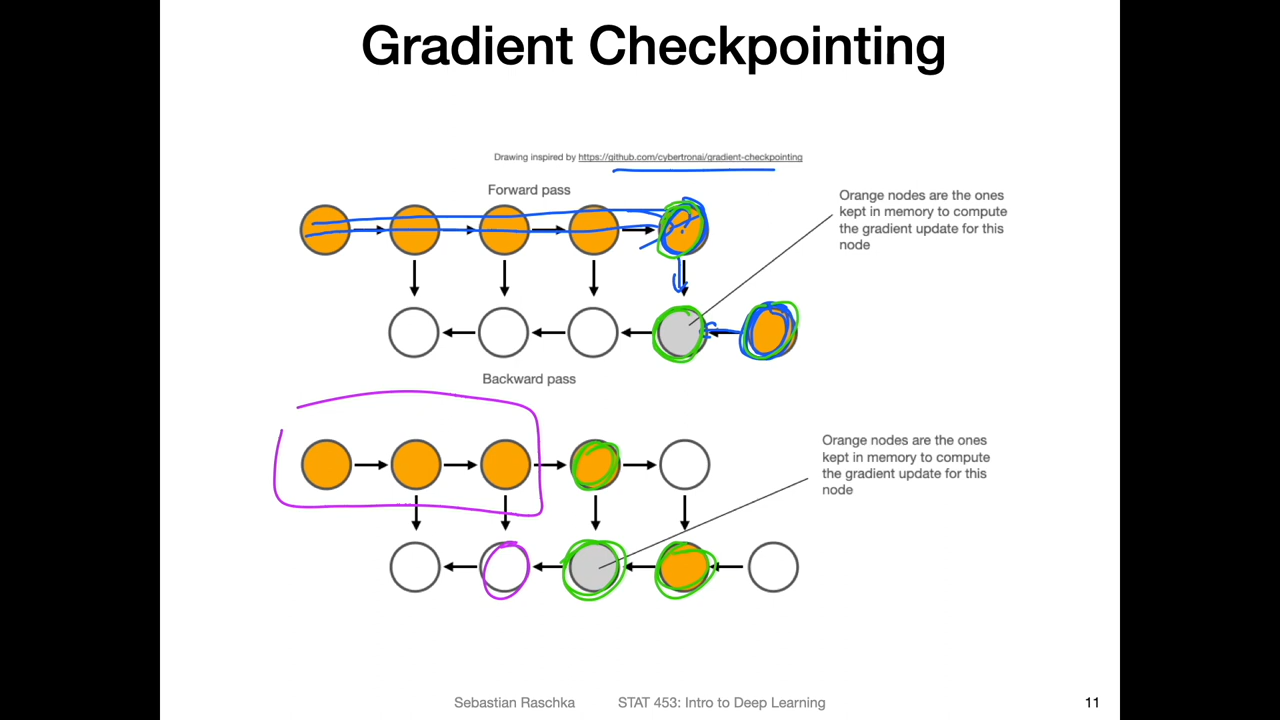 Gradient Checkpointing
Drawing inspired by https://github.com/cybertronai/gradient-checkpointing
Forward pass
Orange nodes are the ones
kept in memory to compute
the gradient update for this
node
Backward pass
Orange nodes are the ones
kept in memory to compute
the gradient update for this
node
Sebastian Raschka
STAT 453: Intro to Deep Learning
11